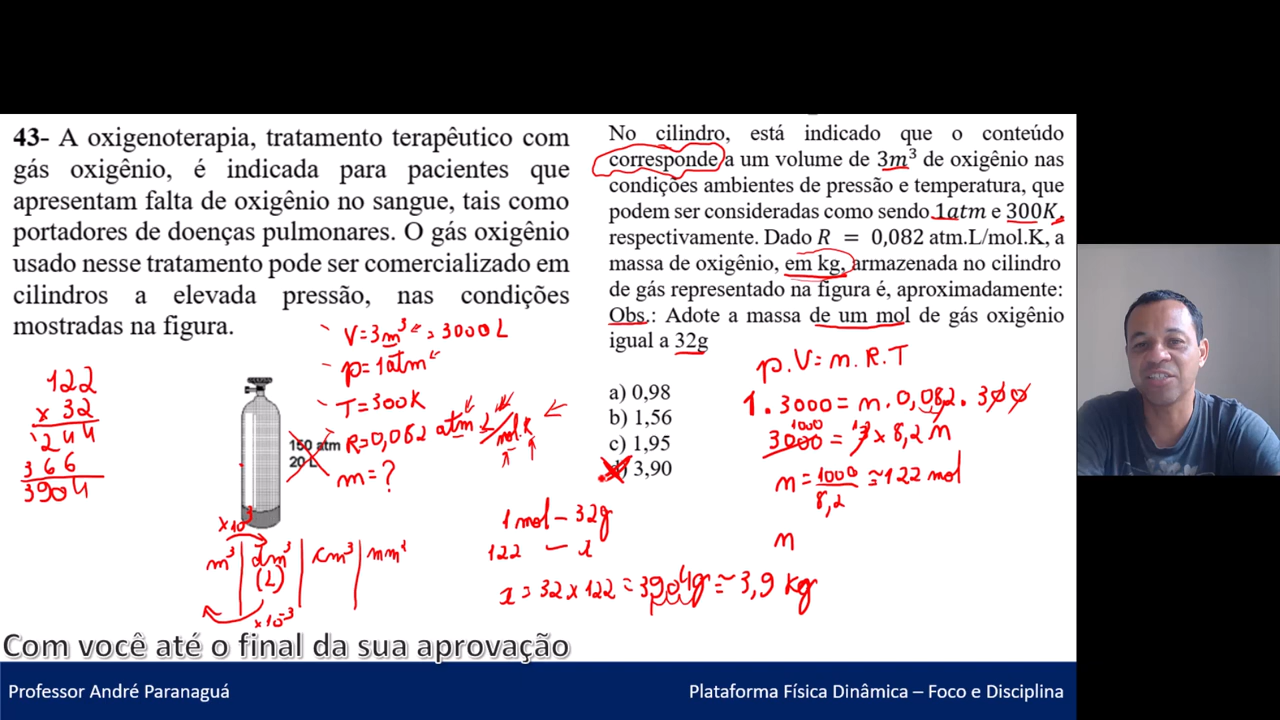 43- A oxigenoterapia, tratamento terapêutico com
gás oxigênio, é indicada para pacientes que
apresentam falta de oxigênio no sangue, tais como
portadores de doenças pulmonares. O gás oxigênio
usado nesse tratamento pode ser comercializado em
cilindros a elevada pressão, nas condições
mostradas na figura.
150 atm
20 L
V=3m³ = 3000 L
p=1atm
T=300K
R=0,082 atm.L/mol.K
m=?
122
x 32
244
366
3904
x10³
m³ | dm³ | cm³ | mm³
(L)
x10⁻³
No cilindro, está indicado que o conteúdo
corresponde a um volume de 3m³ de oxigênio nas
condições ambientes de pressão e temperatura, que
podem ser consideradas como sendo 1atm e 300K,
respectivamente. Dado R = 0,082 atm.L/mol.K, a
massa de oxigênio, em kg, armazenada no cilindro
de gás representado na figura é, aproximadamente:
Obs.: Adote a massa de um mol de gás oxigênio
igual a 32g
a) 0,98
b) 1,56
c) 1,95
d) 3,90
p.V=n.R.T
1.3000=n.0,082.300
1000
3000=3x8,2n
n=1000/8,2≅122 mol
n
1mol-32g
122 - x
x=32x122=3904g≅3,9 kg
Com você até o final da sua aprovação
Professor André Paranaguá
Plataforma Física Dinâmica – Foco e Disciplina